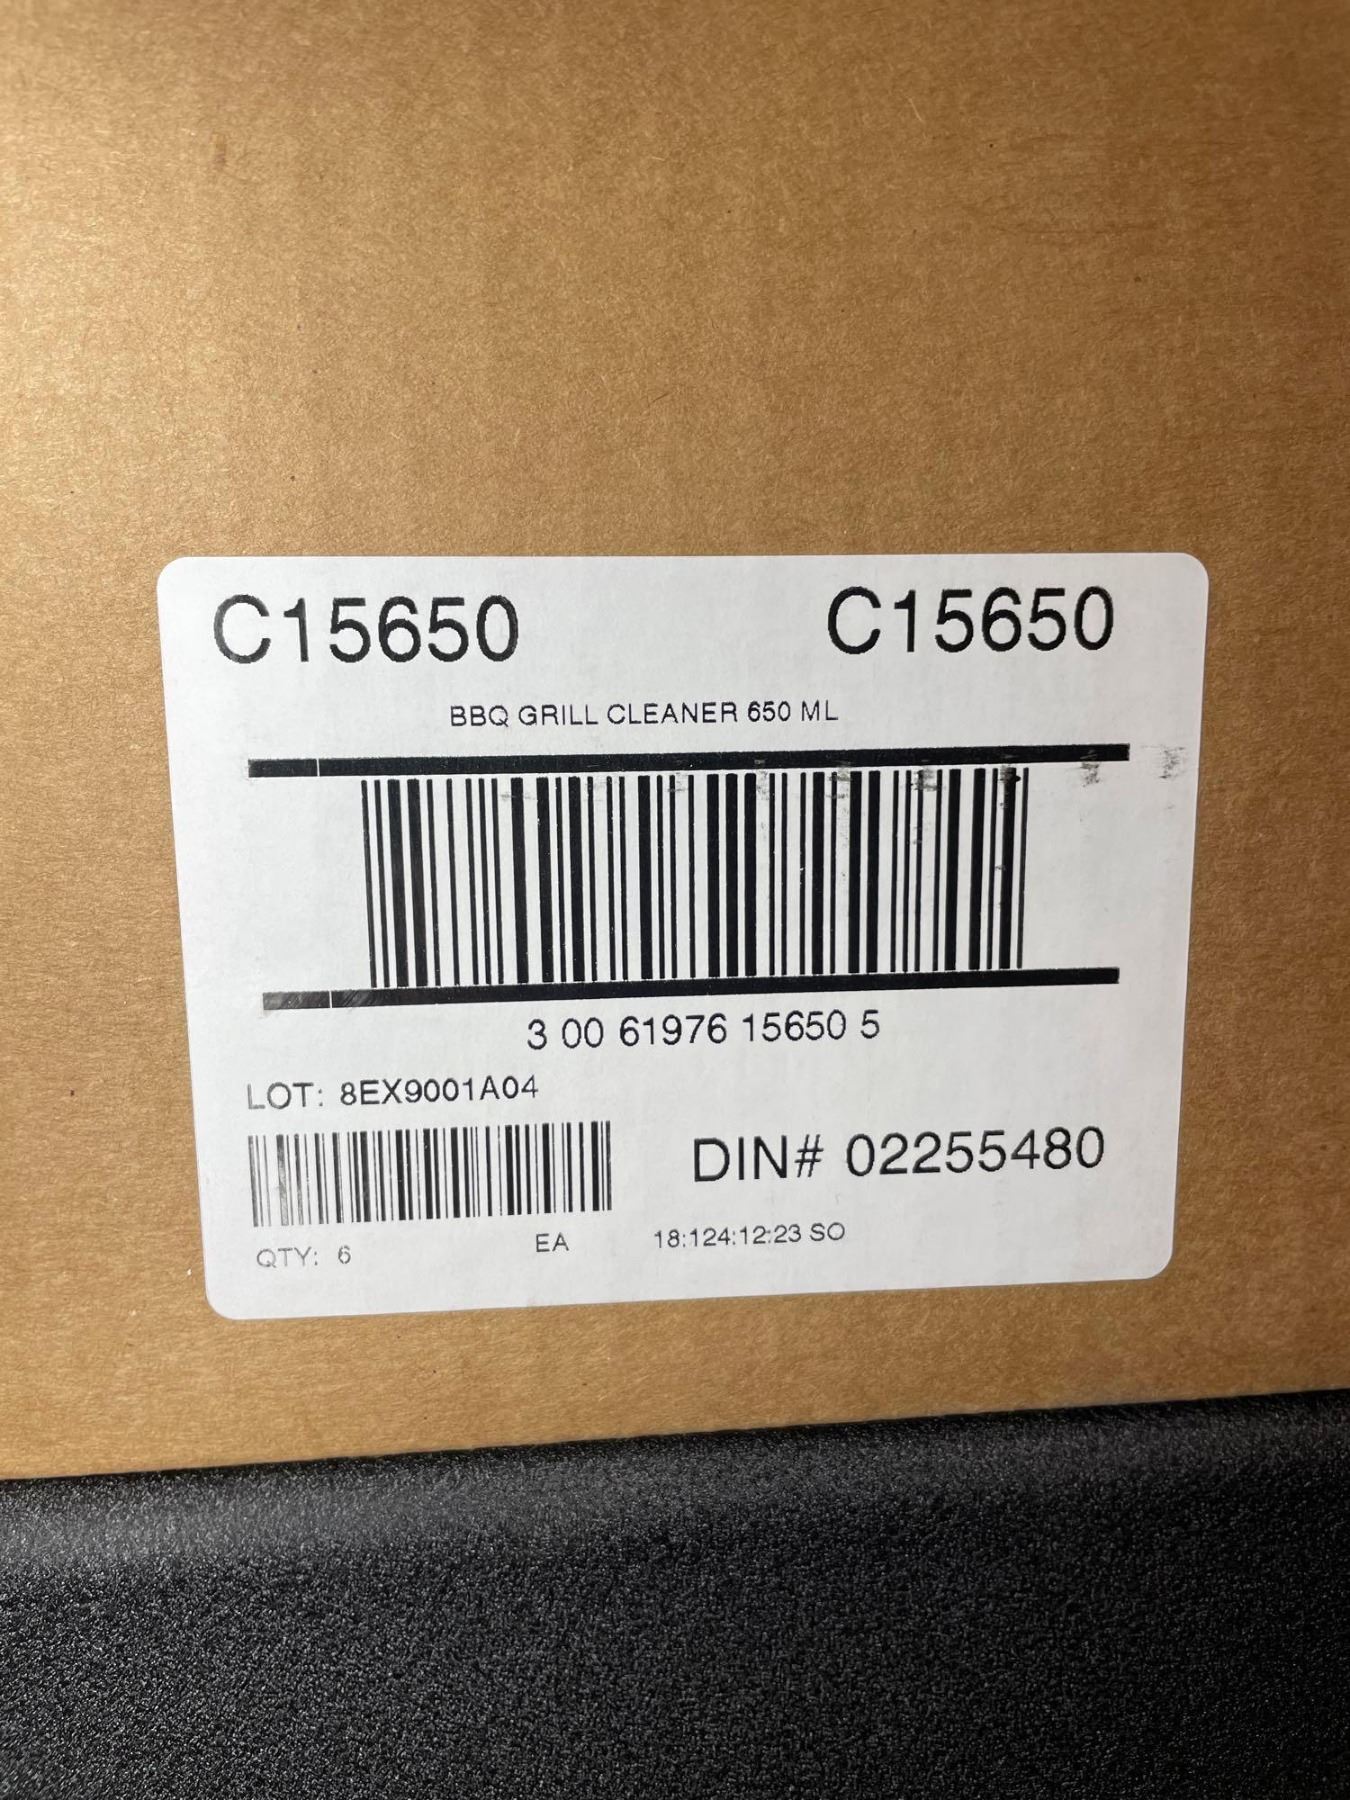 C15650 C15650
BBQ GRILL CLEANER 650 ML
3 00 61976 15650 5
LOT: 8EX9001A04
DIN# 02255480
QTY: 6 EA 18:124:12:23 SO